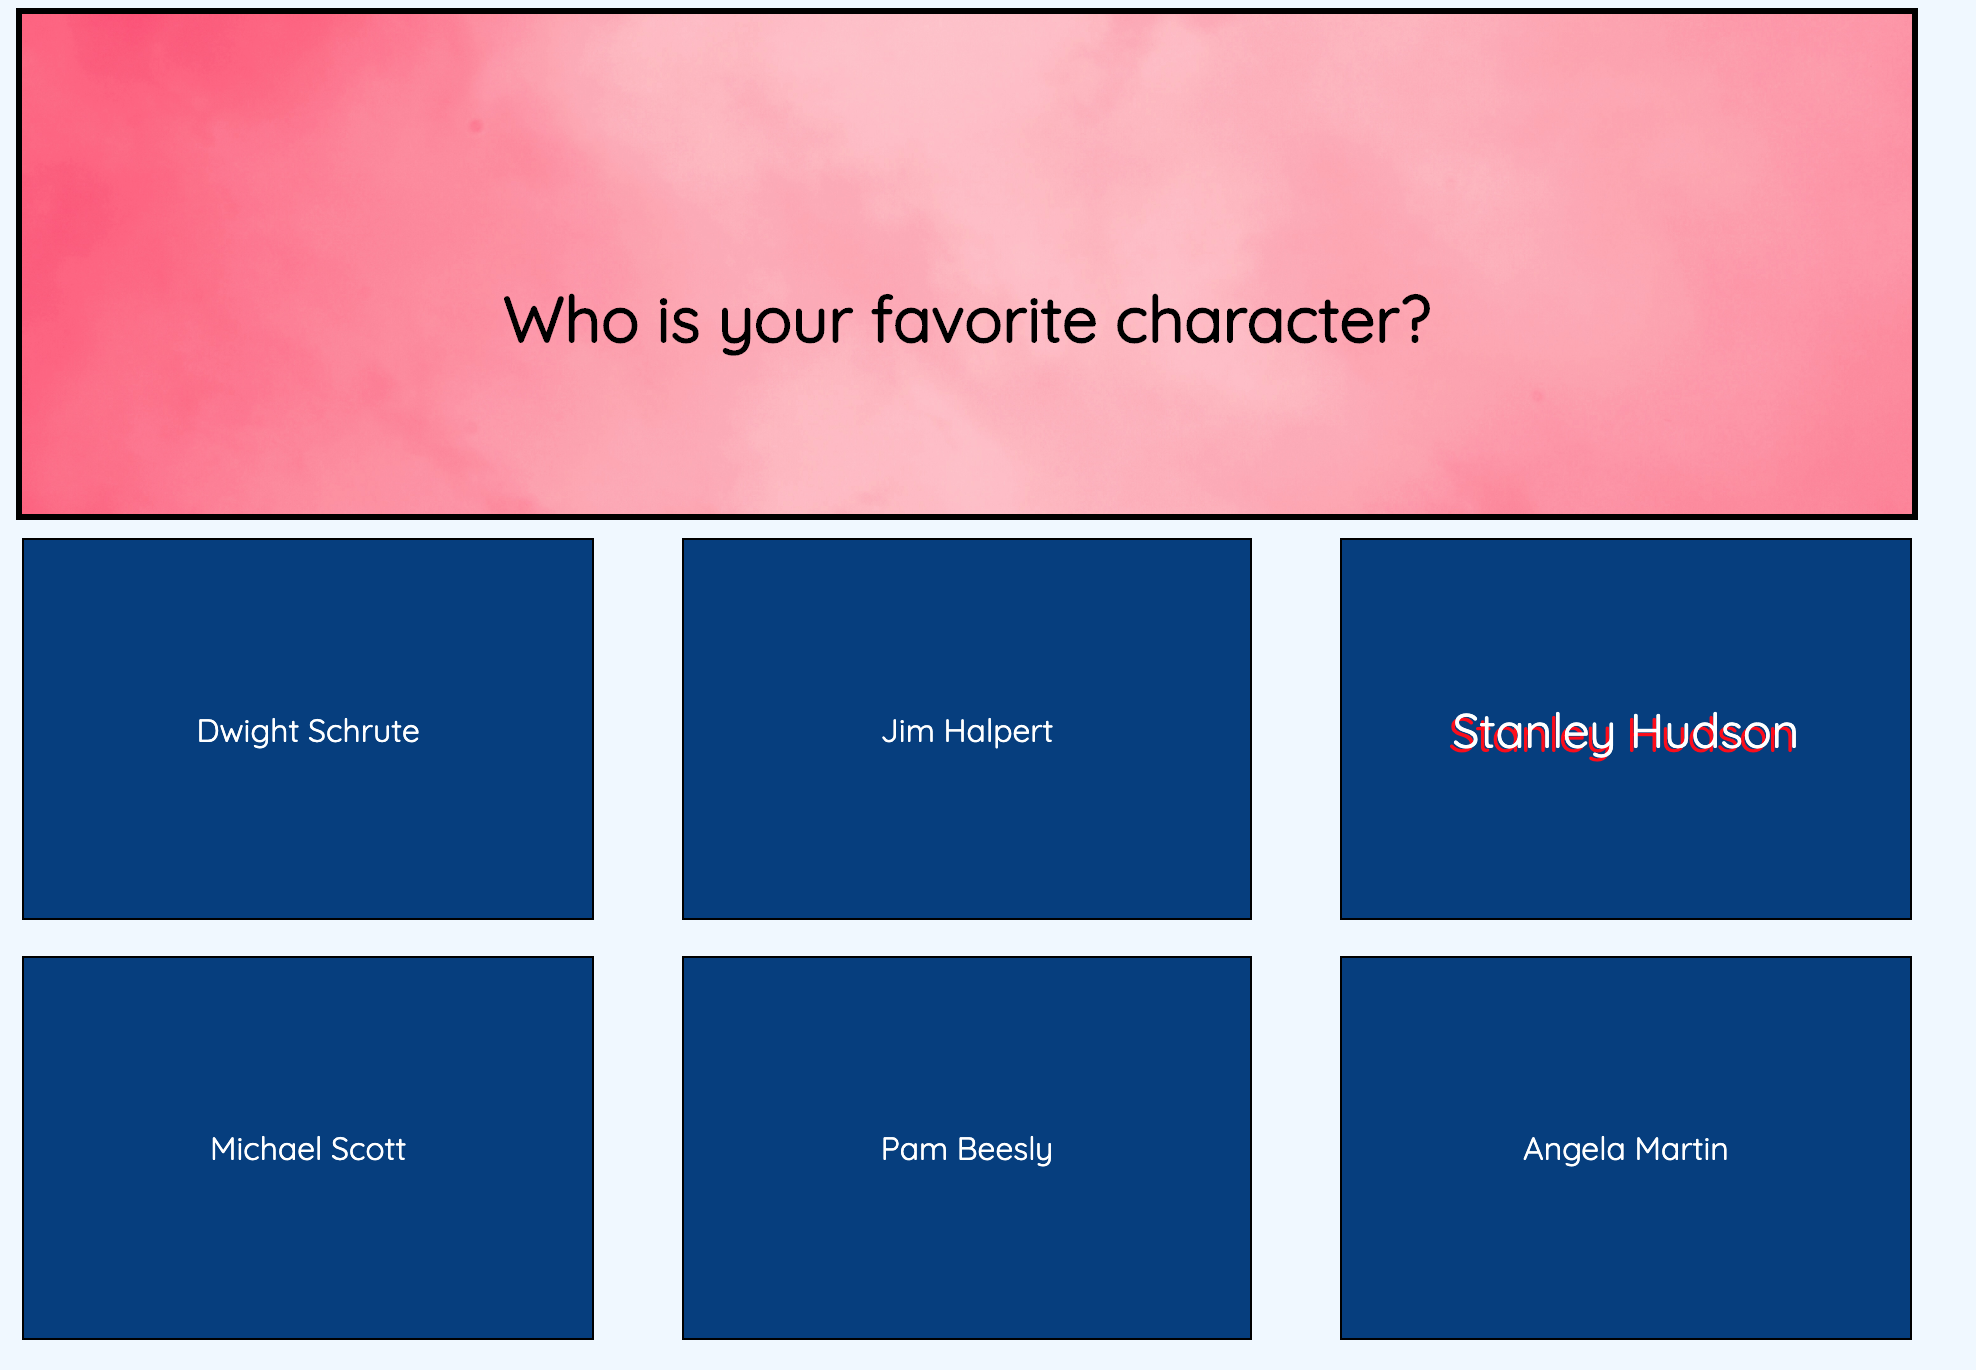 Who is your favorite character?
Dwight Schrute
Jim Halpert
Stanley Hudson
Michael Scott
Pam Beesly
Angela Martin